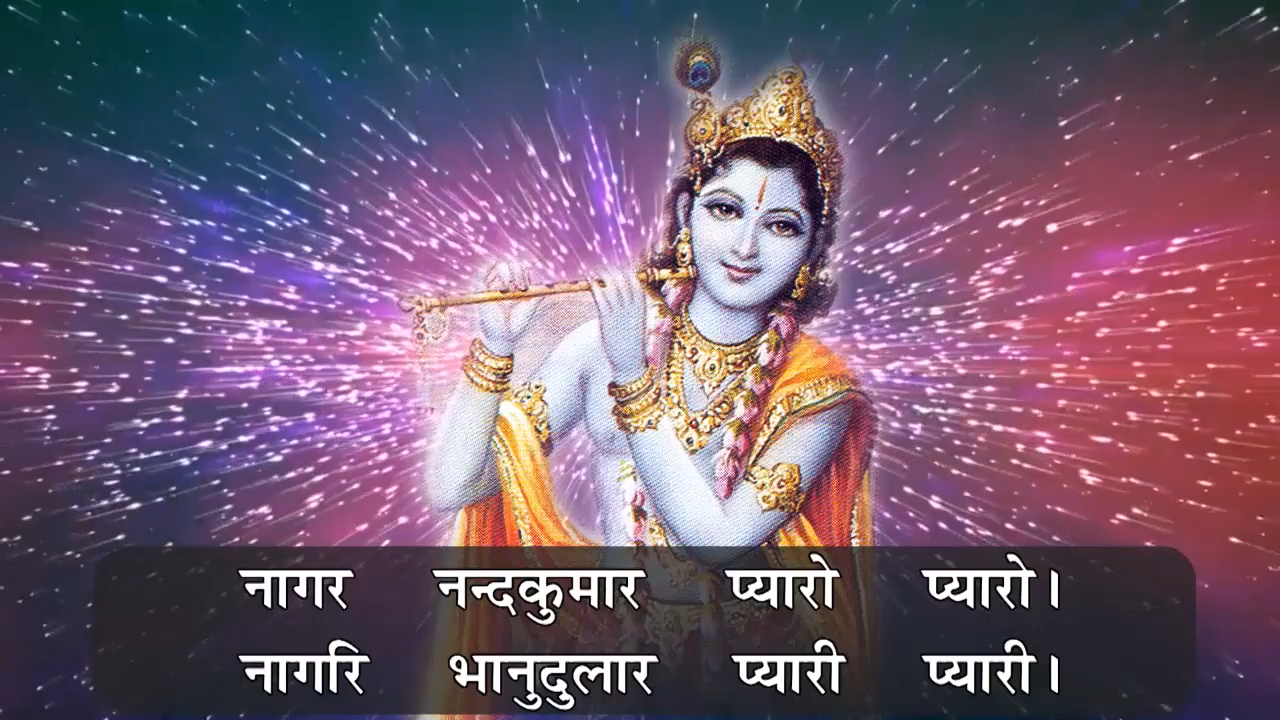 नागर नन्दकुमार प्यारो प्यारो।
नागरि भानुदुलार प्यारी प्यारी।